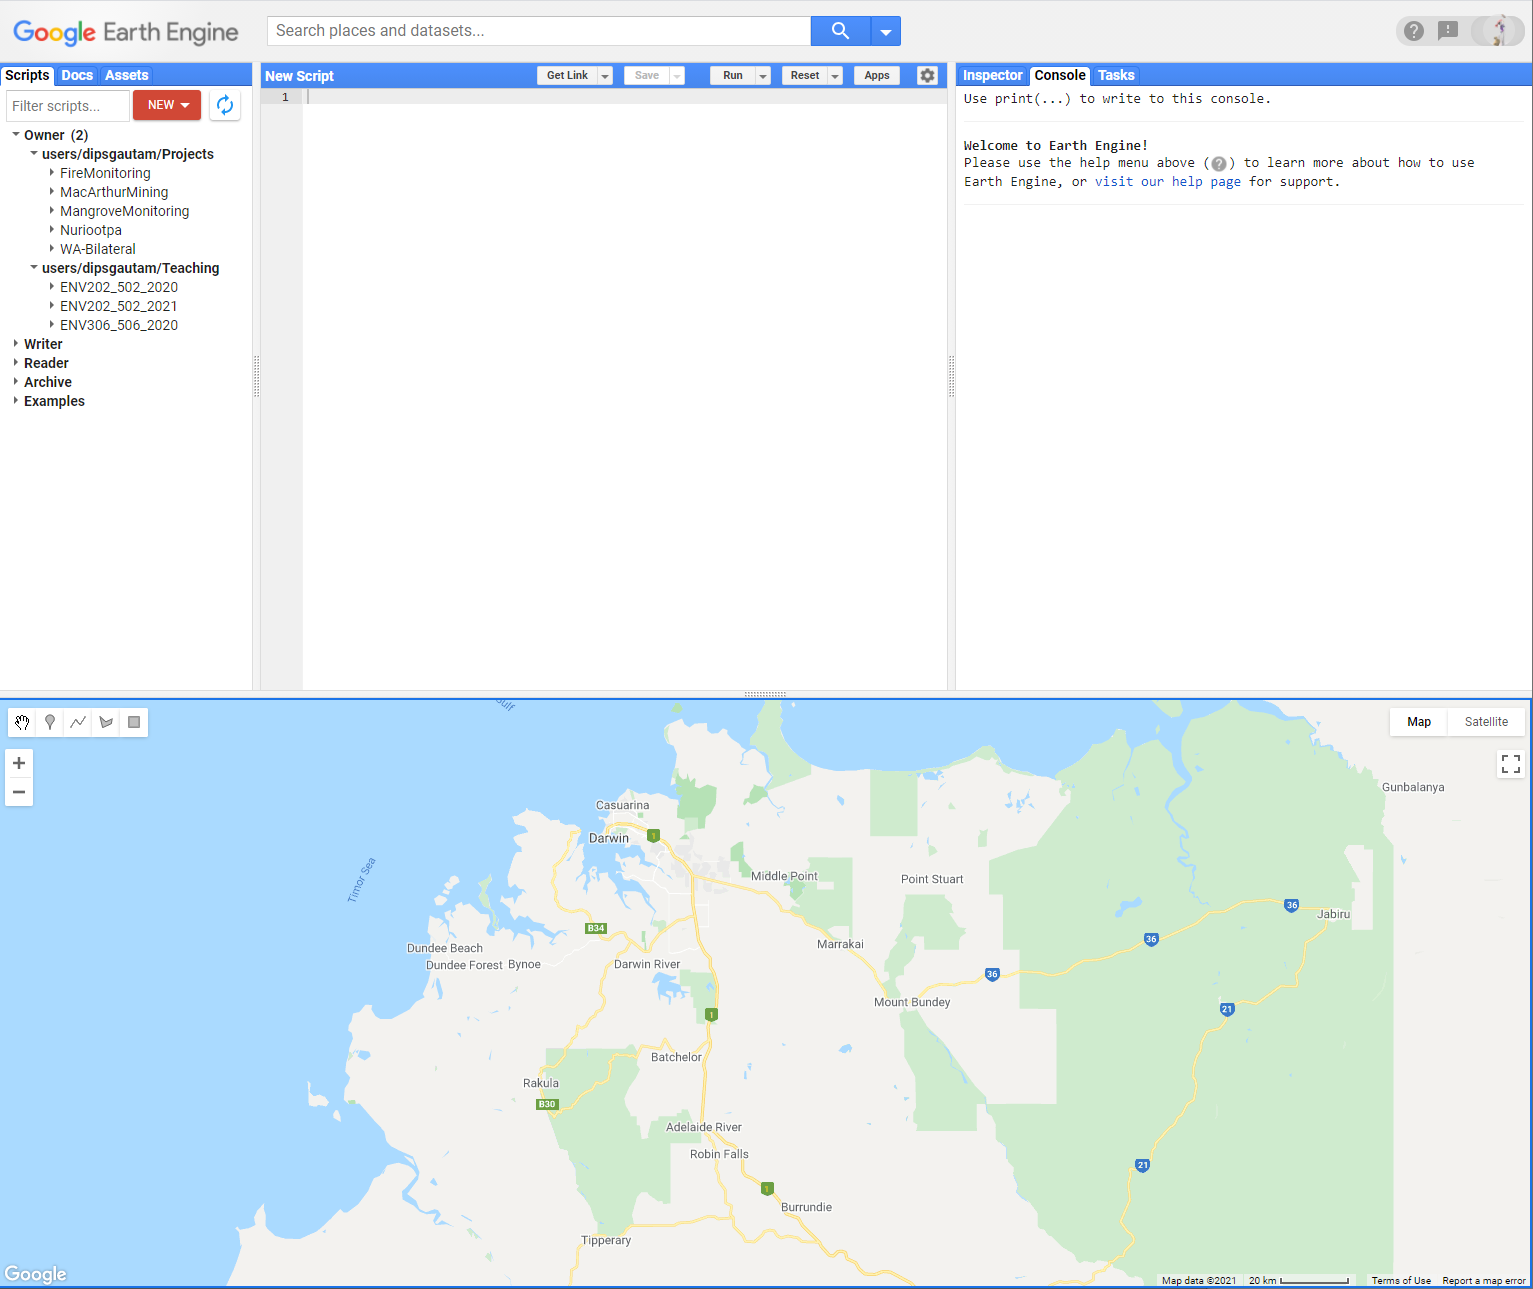 Google Earth Engine
Search places and datasets...
Scripts Docs Assets
Filter scripts...
NEW
Owner (2)
users/dipsgautam/Projects
FireMonitoring
MacArthurMining
MangroveMonitoring
Nuriootpa
WA-Bilateral
users/dipsgautam/Teaching
ENV202_502_2020
ENV202_502_2021
ENV306_506_2020
Writer
Reader
Archive
Examples
New Script
Get Link
Save
Run
Reset
Apps
1
Inspector Console Tasks
Use print(...) to write to this console.
Welcome to Earth Engine!
Please use the help menu above (?) to learn more about how to use
Earth Engine, or visit our help page for support.
Map Satellite
Gulf
Gunbalanya
Casuarina
Darwin
1
Timor Sea
Middle Point
Point Stuart
36
Jabiru
B34
36
Marrakai
Dundee Beach
Dundee Forest Bynoe
Darwin River
36
Mount Bundey
21
1
Batchelor
Rakula
B30
Adelaide River
Robin Falls
21
1
Burrundie
Tipperary
Google
Map data ©2021 20 km Terms of Use Report a map error